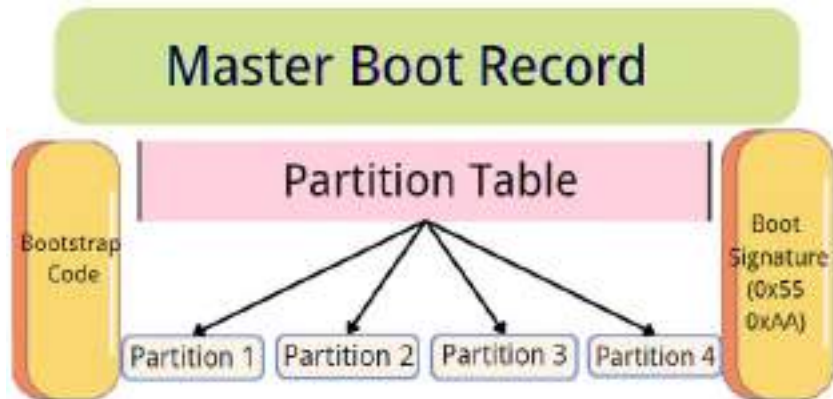 Master Boot Record
Partition Table
Bootstrap
Code
Boot
Signature
(0x55
0xAA)
Partition 1
Partition 2
Partition 3
Partition 4